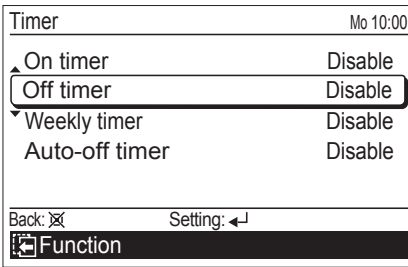 Timer Mo 10:00
On timer Disable
Off timer Disable
Weekly timer Disable
Auto-off timer Disable
Back: Setting:
Function